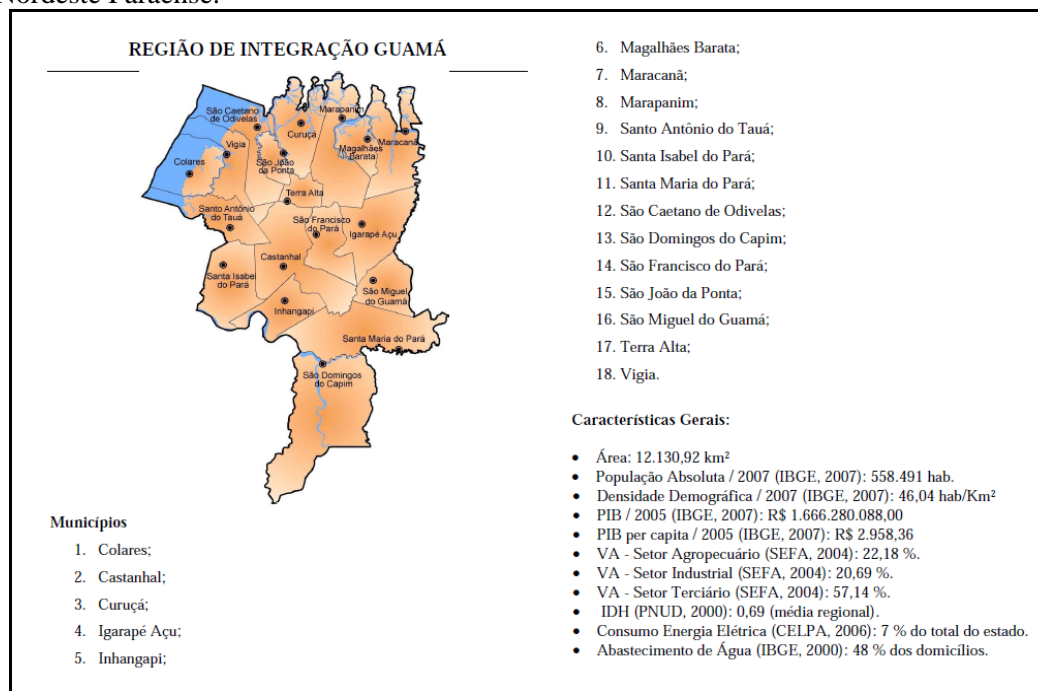 Nordeste Paraense.
REGIÃO DE INTEGRAÇÃO GUAMÁ
São Caetano
de Odivelas
Marapanim
Curuçá
Maracanã
Magalhães
Barata
Vigia
São João
da Ponta
Colares
Terra Alta
Santo Antônio
do Tauá
São Francisco
do Pará
Igarapé Açu
Castanhal
Santa Isabel
do Pará
São Miguel
do Guamá
Inhangapi
Santa Maria do Pará
São Domingos
do Capim
Municípios
1. Colares;
2. Castanhal;
3. Curuçá;
4. Igarapé Açu;
5. Inhangapi;
6. Magalhães Barata;
7. Maracanã;
8. Marapanim;
9. Santo Antônio do Tauá;
10. Santa Isabel do Pará;
11. Santa Maria do Pará;
12. São Caetano de Odivelas;
13. São Domingos do Capim;
14. São Francisco do Pará;
15. São João da Ponta;
16. São Miguel do Guamá;
17. Terra Alta;
18. Vigia.
Características Gerais:
• Área: 12.130,92 km²
• População Absoluta / 2007 (IBGE, 2007): 558.491 hab.
• Densidade Demográfica / 2007 (IBGE, 2007): 46,04 hab/Km²
• PIB / 2005 (IBGE, 2007): R$ 1.666.280.088,00
• PIB per capita / 2005 (IBGE, 2007): R$ 2.958,36
• VA - Setor Agropecuário (SEFA, 2004): 22,18 %.
• VA - Setor Industrial (SEFA, 2004): 20,69 %.
• VA - Setor Terciário (SEFA, 2004): 57,14 %.
• IDH (PNUD, 2000): 0,69 (média regional).
• Consumo Energia Elétrica (CELPA, 2006): 7 % do total do estado.
• Abastecimento de Água (IBGE, 2000): 48 % dos domicílios.